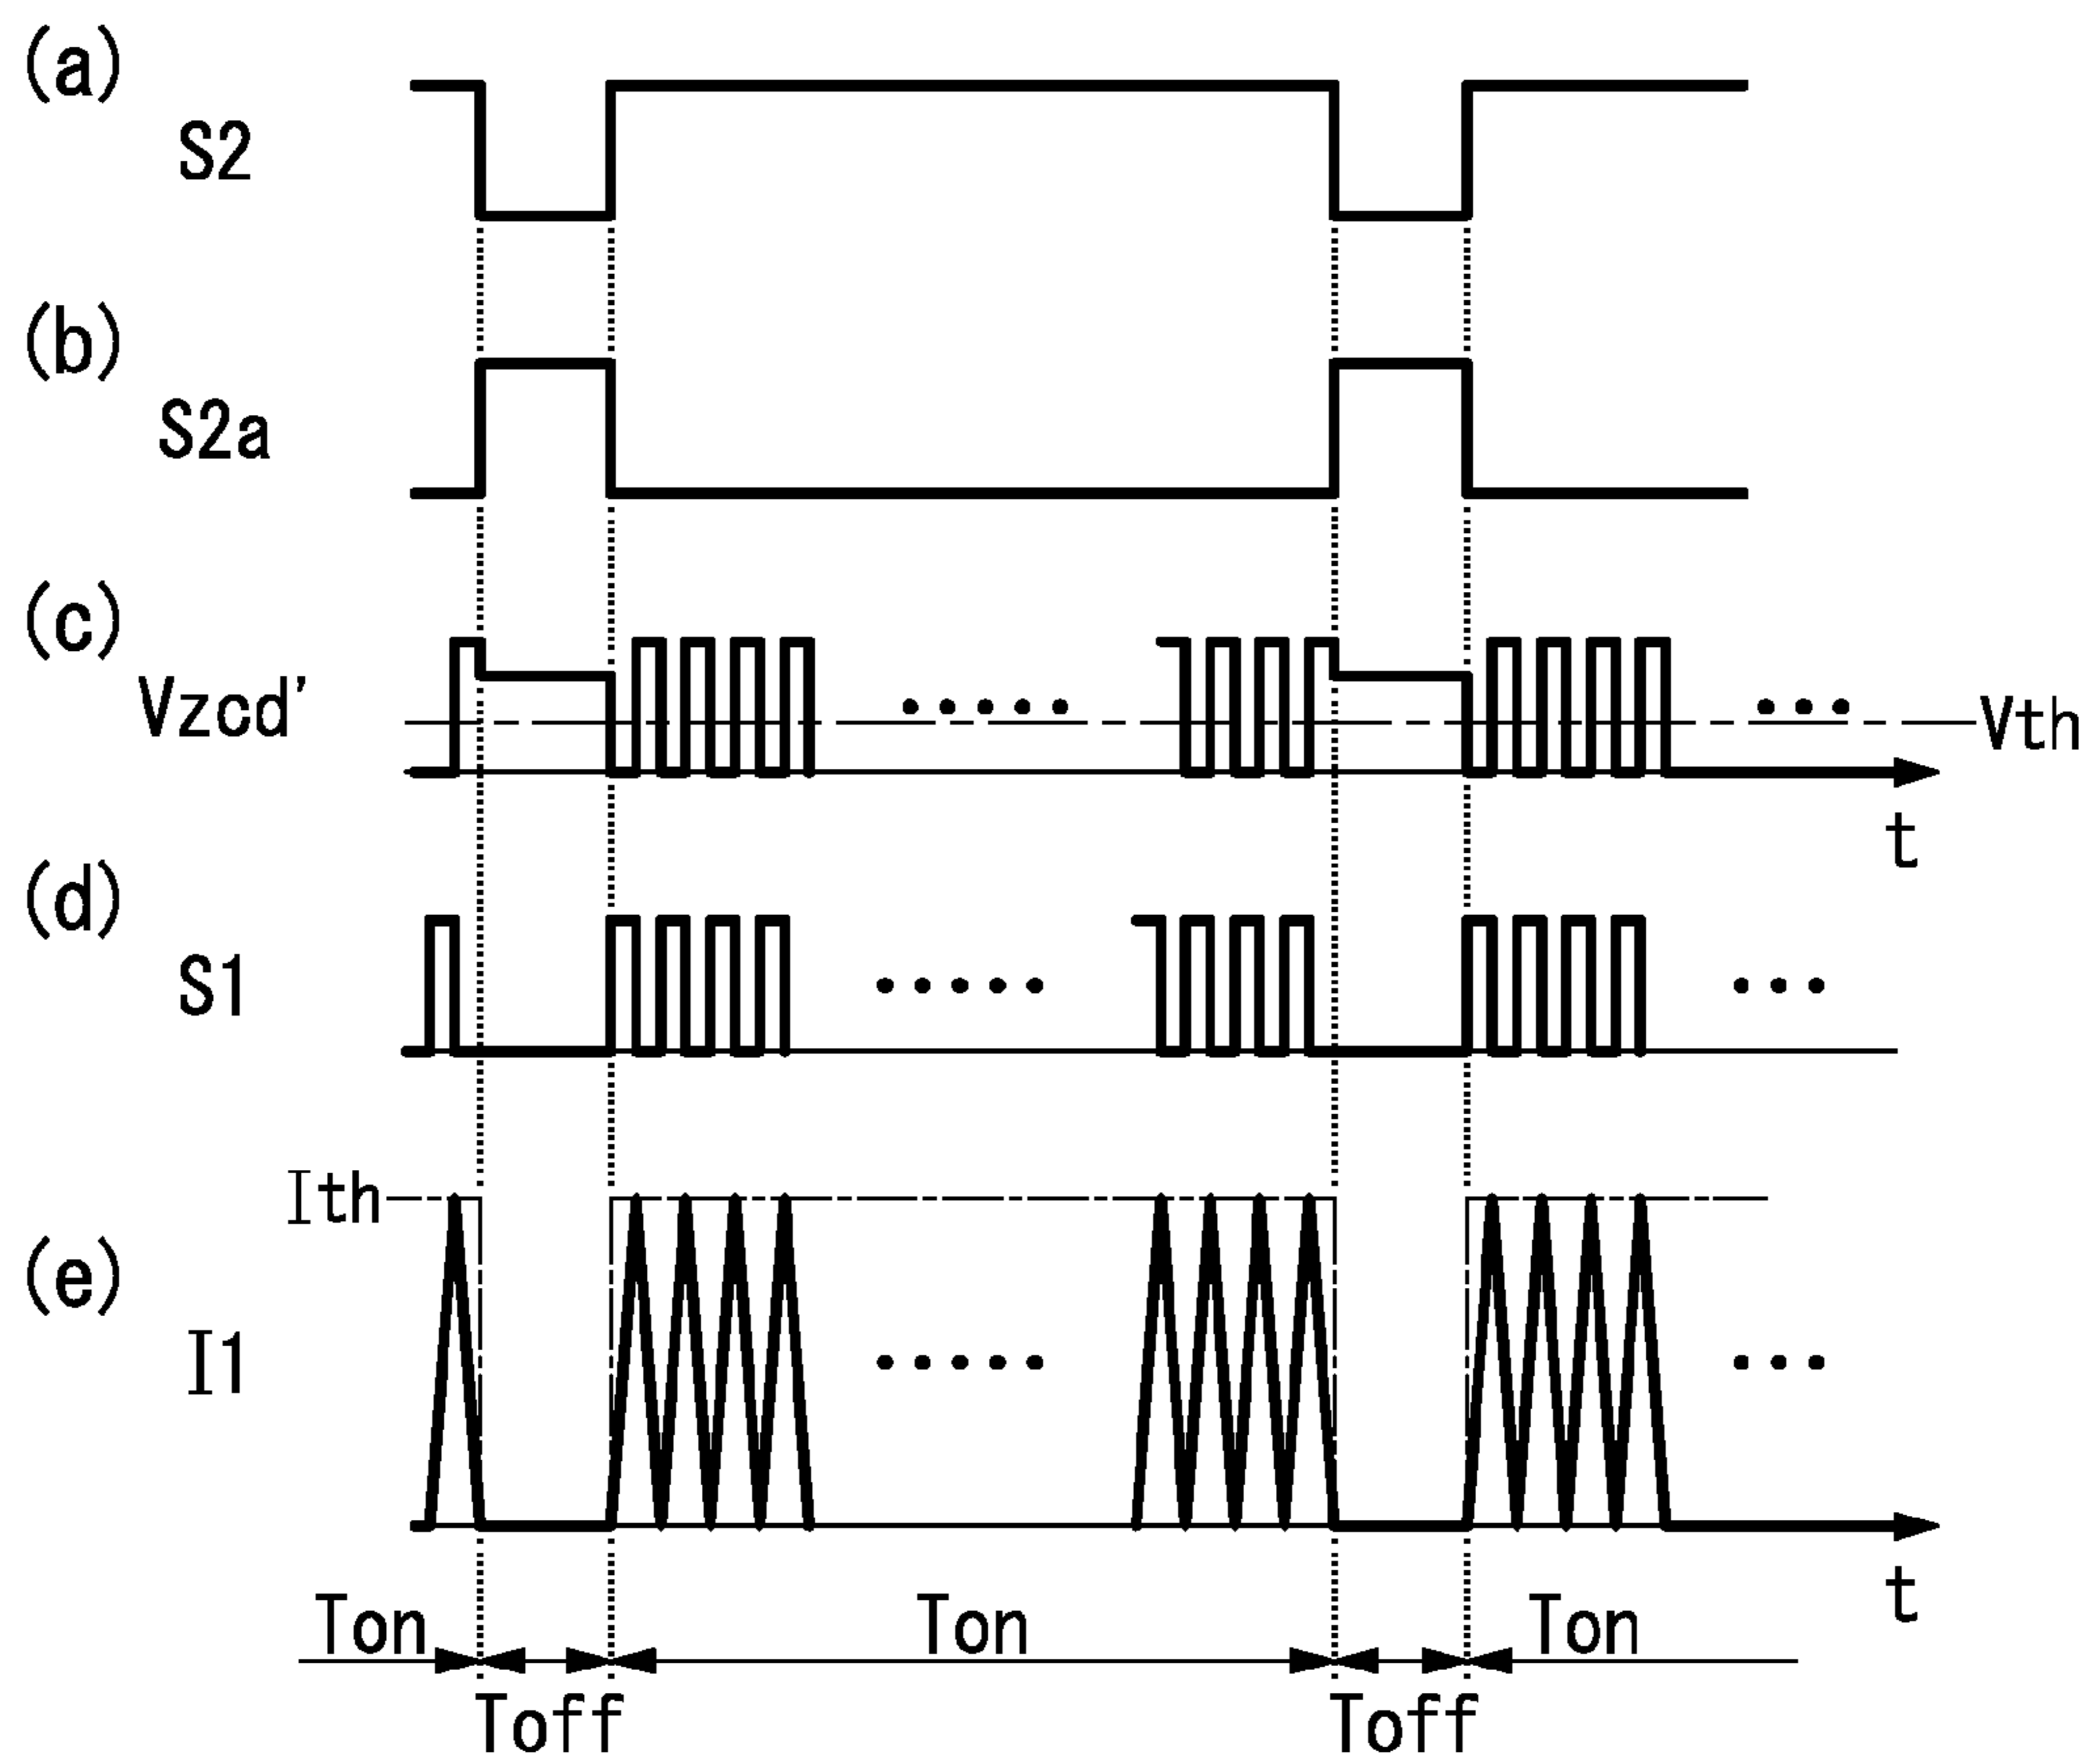 (a)
S2
(b)
S2a
(c)
Vzcd'
Vth
t
(d)
S1
Ith
(e)
I1
t
Ton Ton Ton
Toff Toff